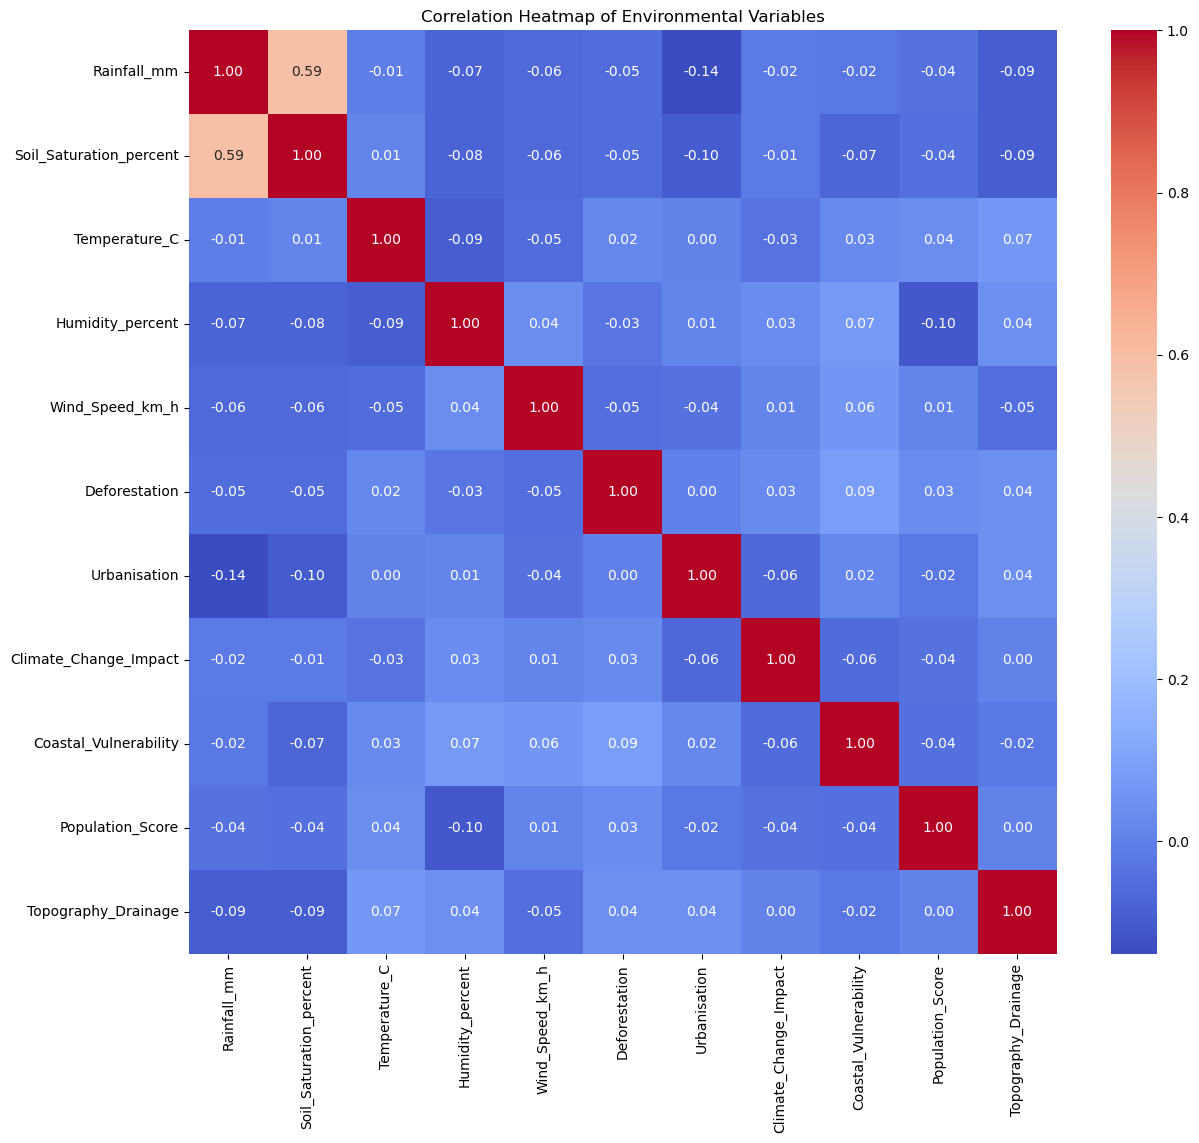 Correlation Heatmap of Environmental Variables
Rainfall_mm 1.00 0.59 -0.01 -0.07 -0.06 -0.05 -0.14 -0.02 -0.02 -0.04 -0.09
Soil_Saturation_percent 0.59 1.00 0.01 -0.08 -0.06 -0.05 -0.10 -0.01 -0.07 -0.04 -0.09
Temperature_C -0.01 0.01 1.00 -0.09 -0.05 0.02 0.00 -0.03 0.03 0.04 0.07
Humidity_percent -0.07 -0.08 -0.09 1.00 0.04 -0.03 0.01 0.03 0.07 -0.10 0.04
Wind_Speed_km_h -0.06 -0.06 -0.05 0.04 1.00 -0.05 -0.04 0.01 0.06 0.01 -0.05
Deforestation -0.05 -0.05 0.02 -0.03 -0.05 1.00 0.00 0.03 0.09 0.03 0.04
Urbanisation -0.14 -0.10 0.00 0.01 -0.04 0.00 1.00 -0.06 0.02 -0.02 0.04
Climate_Change_Impact -0.02 -0.01 -0.03 0.03 0.01 0.03 -0.06 1.00 -0.06 -0.04 0.00
Coastal_Vulnerability -0.02 -0.07 0.03 0.07 0.06 0.09 0.02 -0.06 1.00 -0.04 -0.02
Population_Score -0.04 -0.04 0.04 -0.10 0.01 0.03 -0.02 -0.04 -0.04 1.00 0.00
Topography_Drainage -0.09 -0.09 0.07 0.04 -0.05 0.04 0.04 0.00 -0.02 0.00 1.00
Rainfall_mm
Soil_Saturation_percent
Temperature_C
Humidity_percent
Wind_Speed_km_h
Deforestation
Urbanisation
Climate_Change_Impact
Coastal_Vulnerability
Population_Score
Topography_Drainage
1.0
0.8
0.6
0.4
0.2
0.0